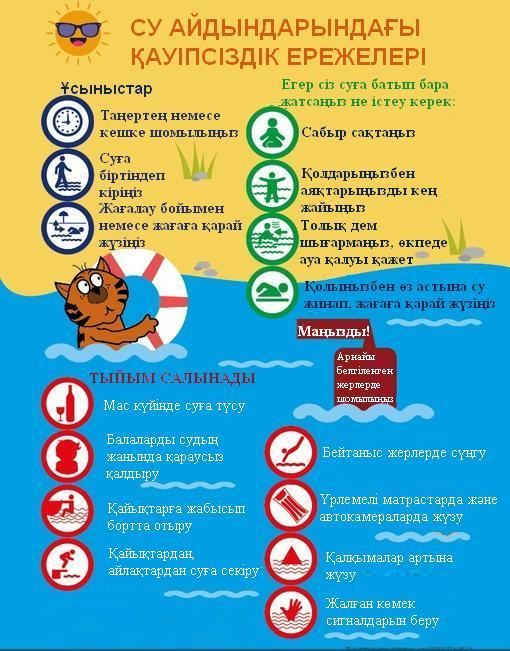 СУ АЙДЫНДАРЫНДАҒЫ
ҚАУІПСІЗДІК ЕРЕЖЕЛЕРІ
Ұсыныстар
Таңертең немесе
кешке шомылыңыз
Суға
біртіндеп
кіріңіз
Жағалау бойымен
немесе жағаға қарай
жүзіңіз
Егер сіз суға батып бара
жатсаңыз не істеу керек:
Сабыр сақтаңыз
Қолдарыңызбен
аяқтарыңызды кең
жайыңыз
Толық дем
шығармаңыз, өкпеде
ауа қалуы қажет
Қолыңызбен өз астына су
жинап, жағаға қарай жүзіңіз
Маңызды!
Арнайы
белгіленген
жерлерде
шомылыңыз
ТЫЙЫМ САЛЫНАДЫ
Мас күйінде суға түсу
Балаларды судың
жанында қараусыз
қалдыру
Қайықтарға жабысып
бортта отыру
Қайықтардан,
айлақтардан суға секіру
Бейтаныс жерлерде сүңгу
Үрлемелі матрастарда және
автокамераларда жүзу
Қалқымалар артына
жүзу
Жалған көмек
сигналдарын беру